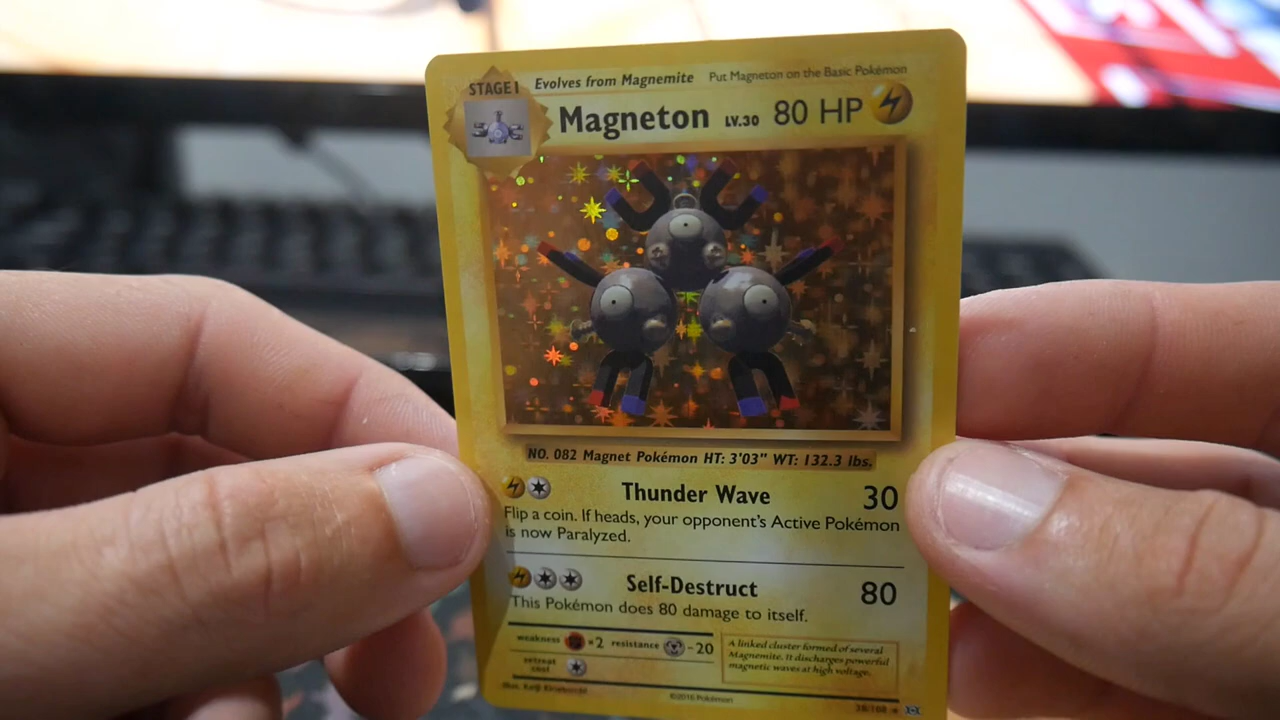 STAGE 1 Evolves from Magnemite Put Magneton on the Basic Pokémon
Magneton LV.30 80 HP
NO. 082 Magnet Pokémon HT: 3'03" WT: 132.3 lbs.
Thunder Wave 30
Flip a coin. If heads, your opponent's Active Pokémon
is now Paralyzed.
Self-Destruct 80
This Pokémon does 80 damage to itself.
weakness ×2 resistance -20
retreat
cost
A linked cluster formed of several
Magnemite. It discharges powerful
magnetic waves at high voltage.
Illus. Keiji Kinebuchi ©2016 Pokémon